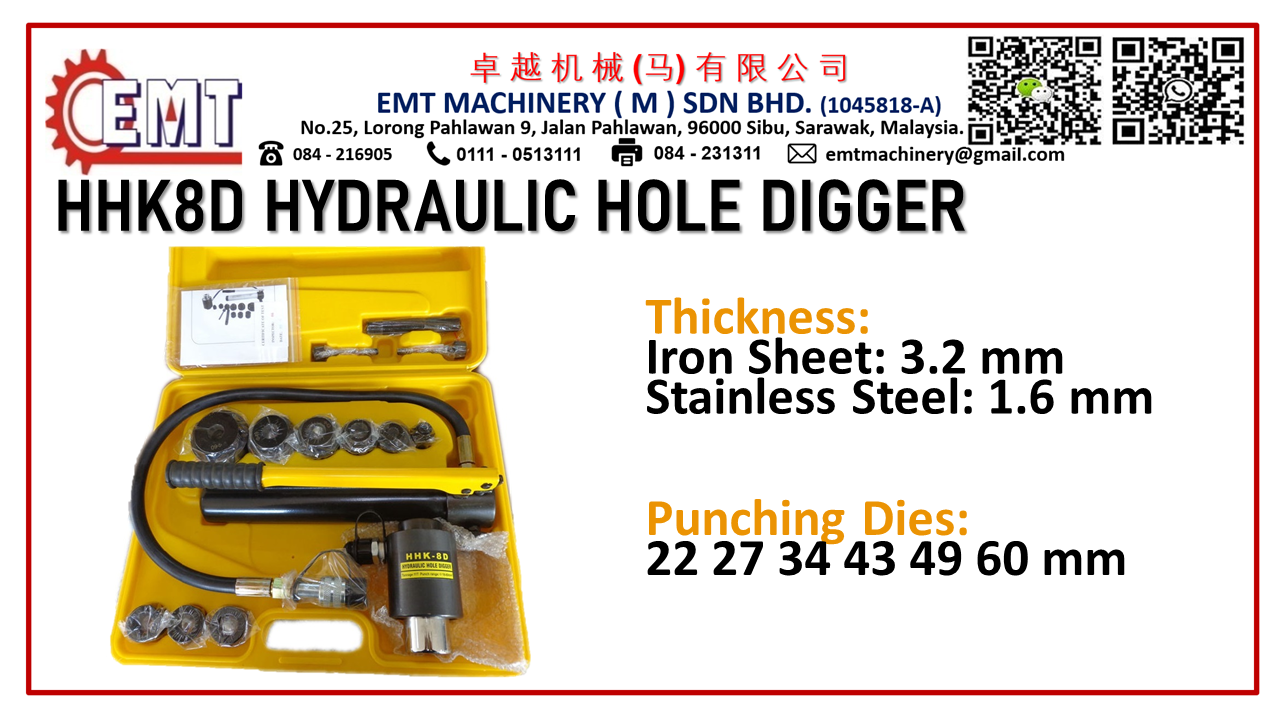 EMT
卓越机械(马)有限公司
EMT MACHINERY ( M ) SDN BHD. (1045818-A)
No.25, Lorong Pahlawan 9, Jalan Pahlawan, 96000 Sibu, Sarawak, Malaysia.
084 - 216905 0111 - 0513111 084 - 231311 emtmachinery@gmail.com
HHK8D HYDRAULIC HOLE DIGGER
Thickness:
Iron Sheet: 3.2 mm
Stainless Steel: 1.6 mm
Punching Dies:
22 27 34 43 49 60 mm
HHK-8D
HYDRAULIC HOLE DIGGER